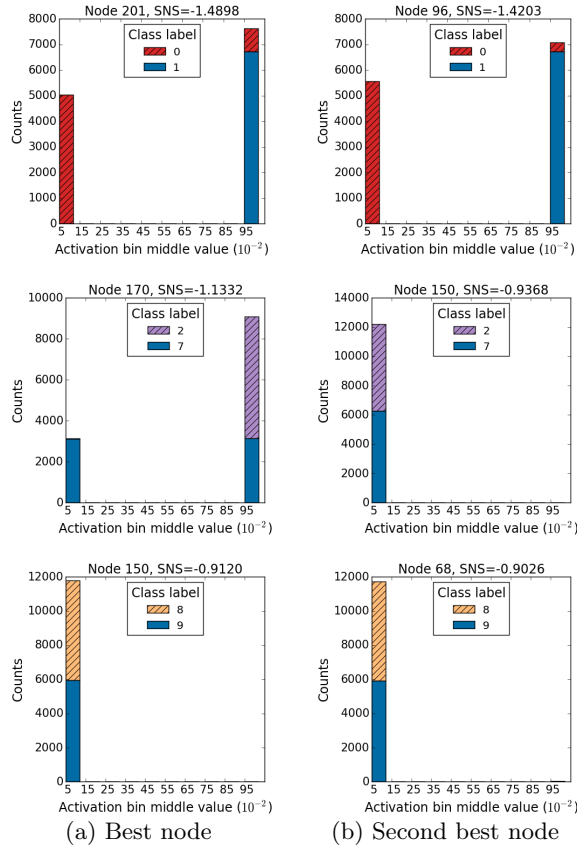 Node 201, SNS=-1.4898
Class label
0
1
Counts
8000
7000
6000
5000
4000
3000
2000
1000
0
5 15 25 35 45 55 65 75 85 95
Activation bin middle value (10^{-2})
Node 96, SNS=-1.4203
Class label
0
1
Counts
8000
7000
6000
5000
4000
3000
2000
1000
0
5 15 25 35 45 55 65 75 85 95
Activation bin middle value (10^{-2})
Node 170, SNS=-1.1332
Class label
2
7
Counts
10000
8000
6000
4000
2000
0
5 15 25 35 45 55 65 75 85 95
Activation bin middle value (10^{-2})
Node 150, SNS=-0.9368
Class label
2
7
Counts
14000
12000
10000
8000
6000
4000
2000
0
5 15 25 35 45 55 65 75 85 95
Activation bin middle value (10^{-2})
Node 150, SNS=-0.9120
Class label
8
9
Counts
12000
10000
8000
6000
4000
2000
0
5 15 25 35 45 55 65 75 85 95
Activation bin middle value (10^{-2})
Node 68, SNS=-0.9026
Class label
8
9
Counts
12000
10000
8000
6000
4000
2000
0
5 15 25 35 45 55 65 75 85 95
Activation bin middle value (10^{-2})
(a) Best node
(b) Second best node